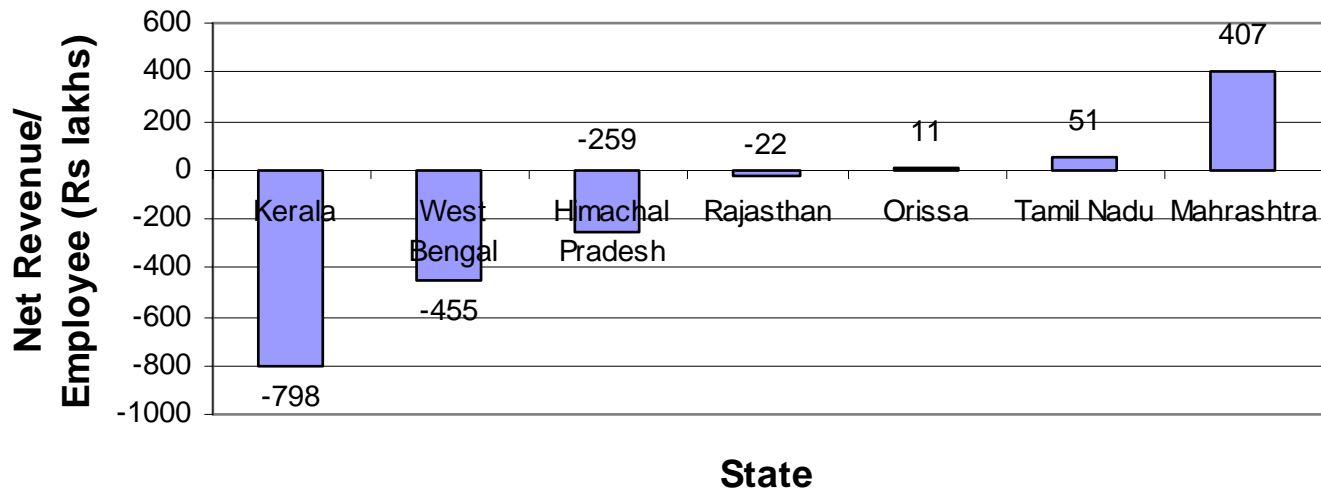 Net Revenue/
Employee (Rs lakhs)
600
400
200
0
-200
-400
-600
-800
-1000
-798
-455
-259
-22
11
51
407
Kerala
West
Bengal
Himachal
Pradesh
Rajasthan
Orissa
Tamil Nadu
Mahrashtra
State